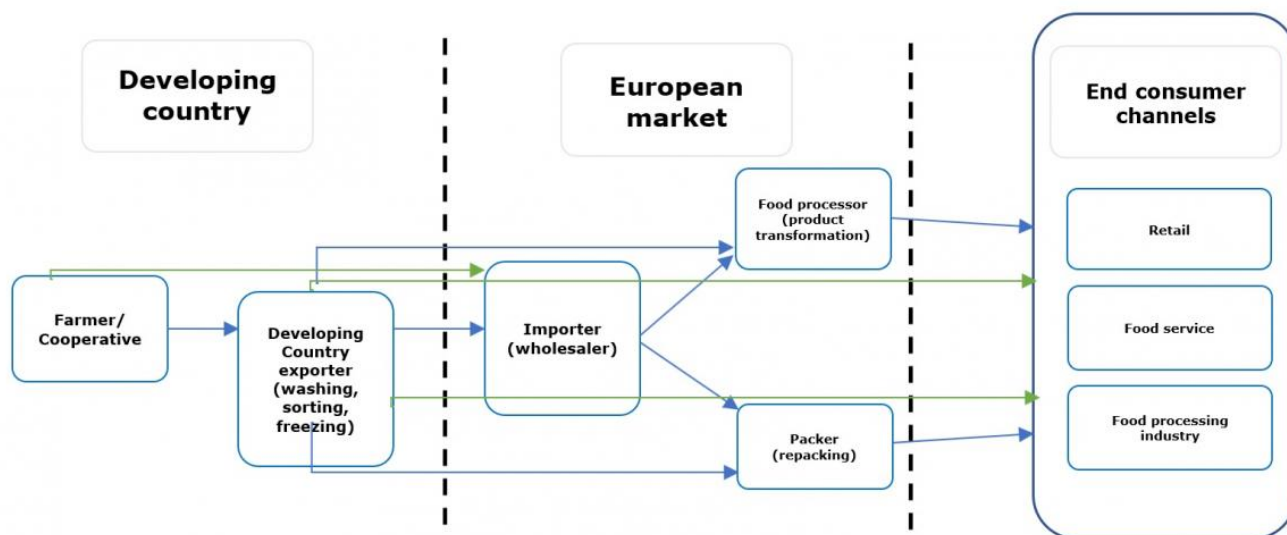 Developing
country
European
market
End consumer
channels
Food processor
(product
transformation)
Retail
Farmer/
Cooperative
Developing
Country
exporter
(washing,
sorting,
freezing)
Importer
(wholesaler)
Food service
Packer
(repacking)
Food processing
industry